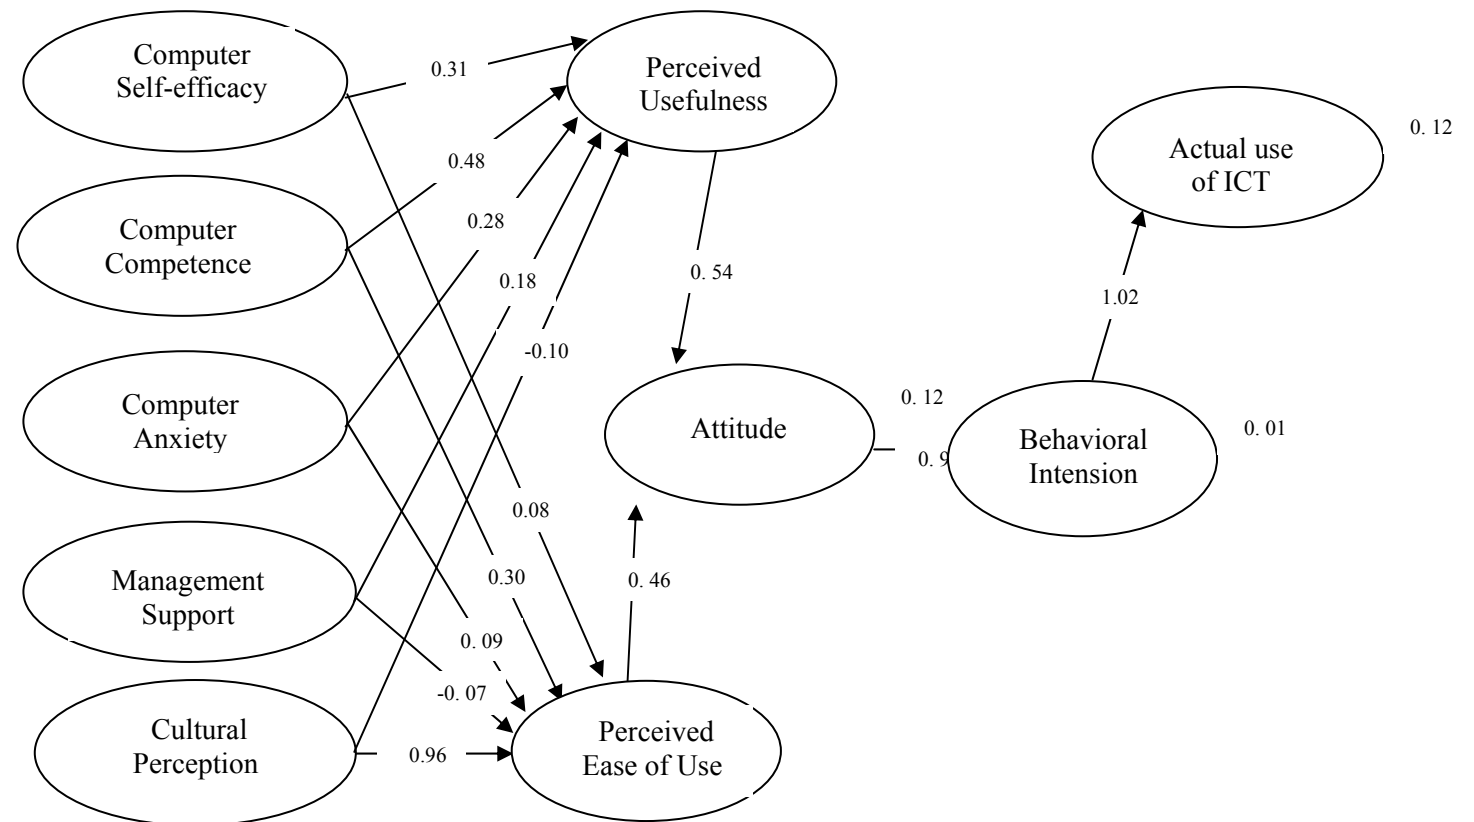 Computer
Self-efficacy
0.31
Perceived
Usefulness
Actual use
of ICT
0. 12
0.48
Computer
Competence
0.28
0.18
0. 54
1.02
-0.10
Computer
Anxiety
Attitude
0.12
0. 9
Behavioral
Intension
0. 01
0.08
0.30
0. 46
Management
Support
0. 09
-0. 07
Cultural
Perception
0.96
Perceived
Ease of Use